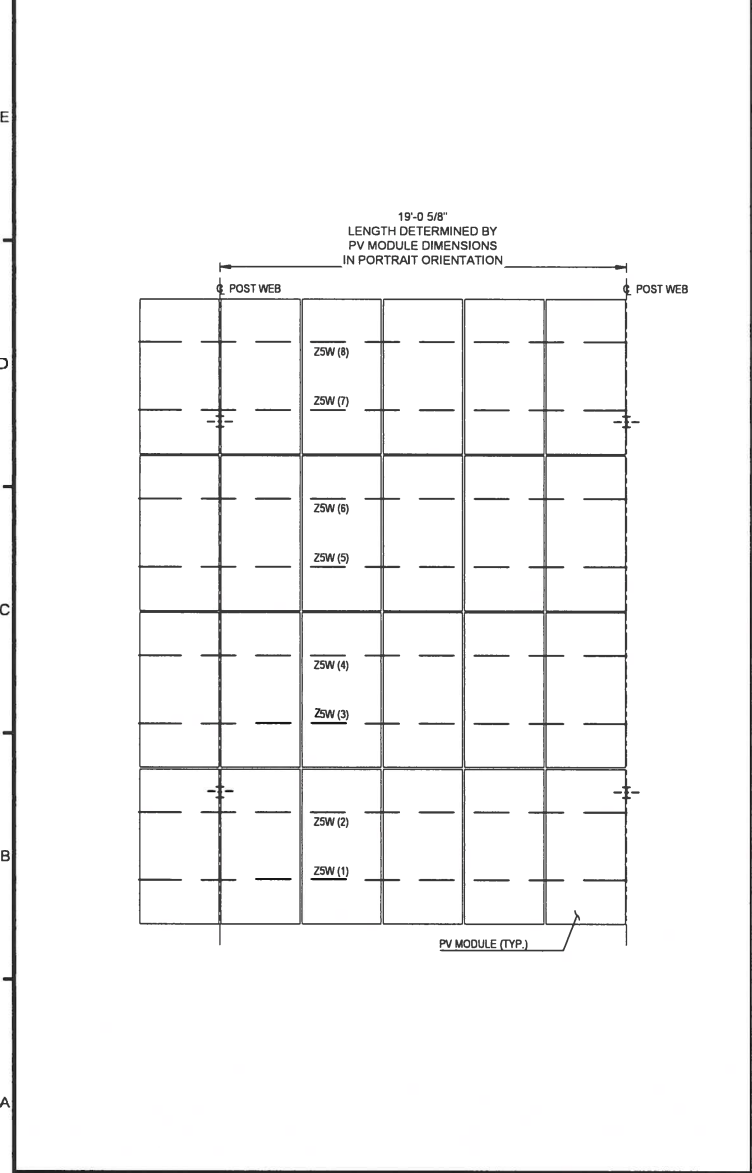 E
19'-0 5/8"
LENGTH DETERMINED BY
PV MODULE DIMENSIONS
IN PORTRAIT ORIENTATION
℄ POST WEB
℄ POST WEB
D
Z5W (8)
Z5W (7)
Z5W (6)
Z5W (5)
C
Z5W (4)
Z5W (3)
Z5W (2)
B
Z5W (1)
PV MODULE (TYP.)
A